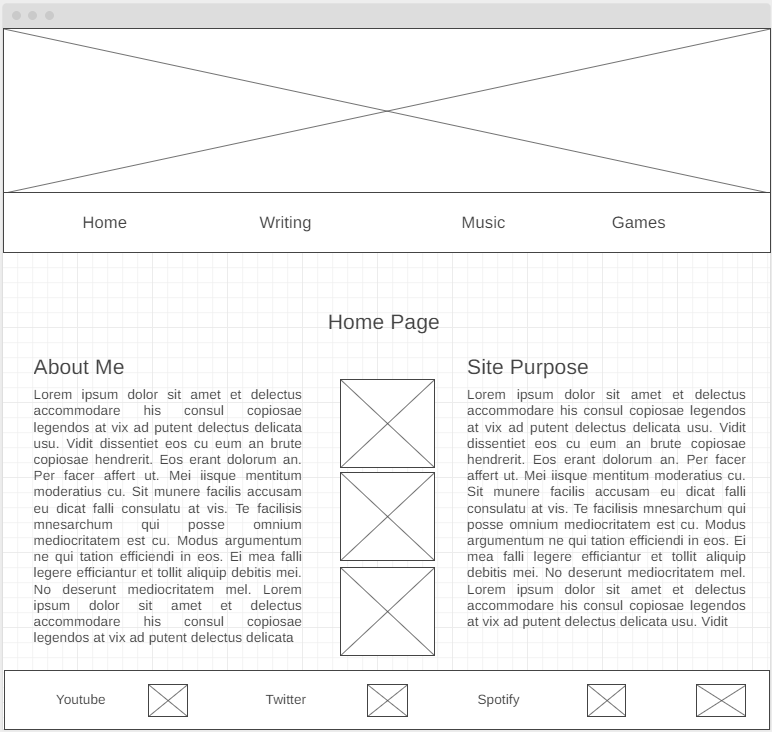 Home Writing Music Games
Home Page
About Me
Lorem ipsum dolor sit amet et delectus
accommodare his consul copiosae
legendos at vix ad putent delectus delicata
usu. Vidit dissentiet eos cu eum an brute
copiosae hendrerit. Eos erant dolorum an.
Per facer affert ut. Mei iisque mentitum
moderatius cu. Sit munere facilis accusam
eu dicat falli consulatu at vis. Te facilisis
mnesarchum qui posse omnium
mediocritatem est cu. Modus argumentum
ne qui tation efficiendi in eos. Ei mea falli
legere efficiantur et tollit aliquip debitis mei.
No deserunt mediocritatem mel. Lorem
ipsum dolor sit amet et delectus
accommodare his consul copiosae
legendos at vix ad putent delectus delicata
Site Purpose
Lorem ipsum dolor sit amet et delectus
accommodare his consul copiosae legendos
at vix ad putent delectus delicata usu. Vidit
dissentiet eos cu eum an brute copiosae
hendrerit. Eos erant dolorum an. Per facer
affert ut. Mei iisque mentitum moderatius cu.
Sit munere facilis accusam eu dicat falli
consulatu at vis. Te facilisis mnesarchum qui
posse omnium mediocritatem est cu. Modus
argumentum ne qui tation efficiendi in eos. Ei
mea falli legere efficiantur et tollit aliquip
debitis mei. No deserunt mediocritatem mel.
Lorem ipsum dolor sit amet et delectus
accommodare his consul copiosae legendos
at vix ad putent delectus delicata usu. Vidit
Youtube Twitter Spotify